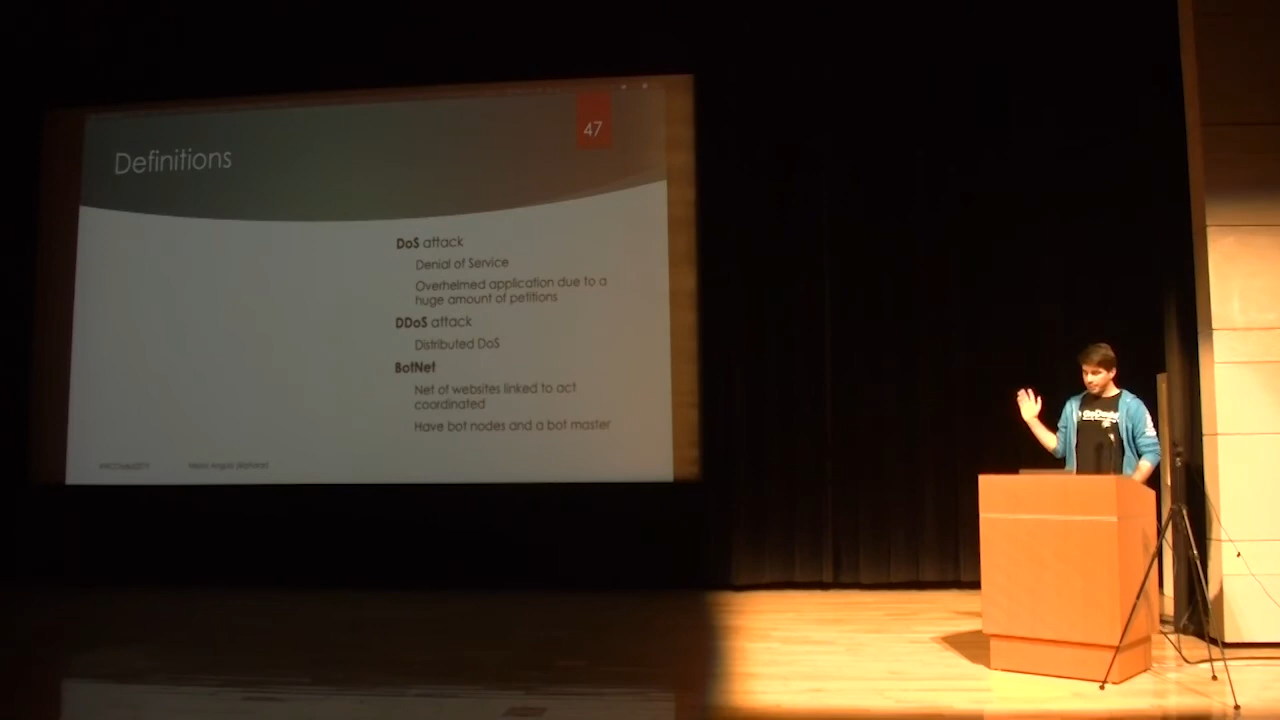 47
Definitions
DoS attack
Denial of Service
Overhelmed application due to a
huge amount of petitions
DDoS attack
Distributed DoS
BotNet
Net of websites linked to act
coordinated
Have bot nodes and a bot master
GoDaddy